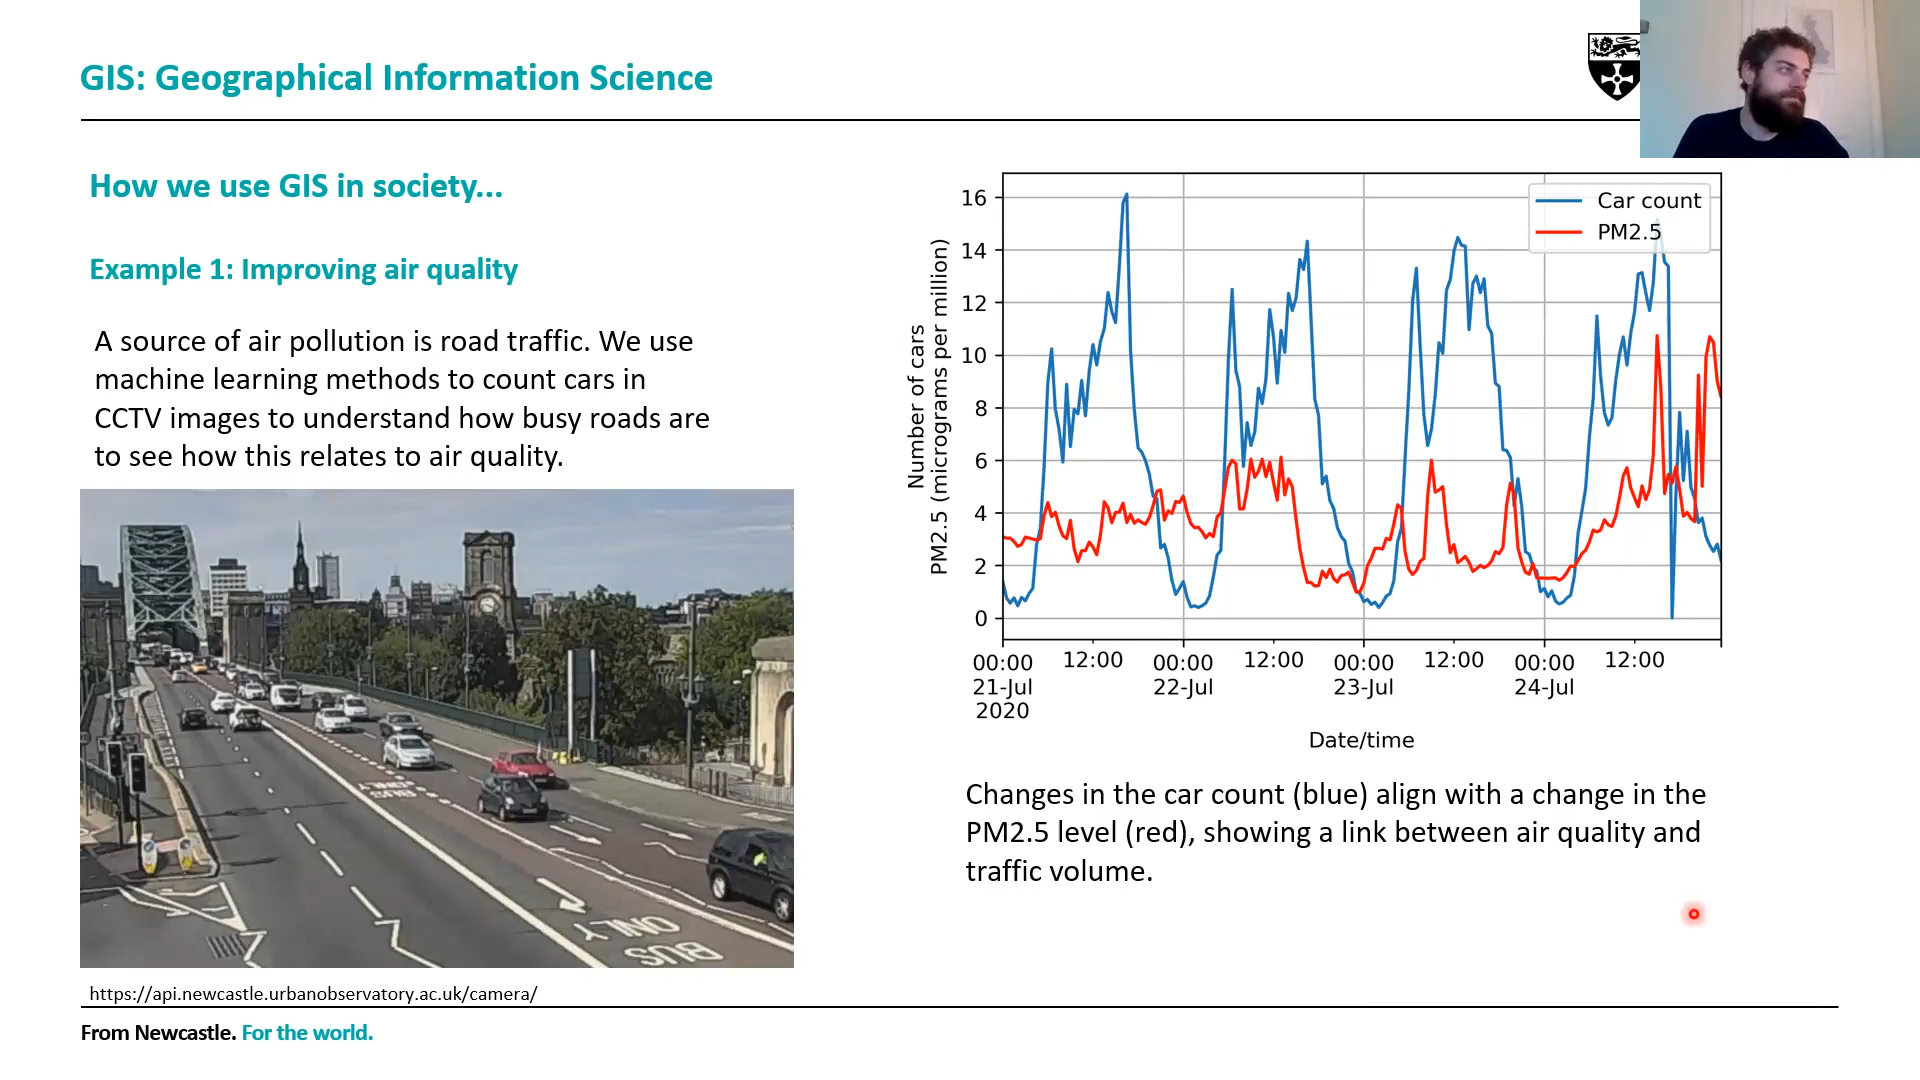 GIS: Geographical Information Science
How we use GIS in society...
Example 1: Improving air quality
A source of air pollution is road traffic. We use
machine learning methods to count cars in
CCTV images to understand how busy roads are
to see how this relates to air quality.
BUS
ONLY
BUS
ONLY
https://api.newcastle.urbanobservatory.ac.uk/camera/
Number of cars
PM2.5 (micrograms per million)
16
14
12
10
8
6
4
2
0
Car count
PM2.5
00:00 12:00 00:00 12:00 00:00 12:00 00:00 12:00
21-Jul 22-Jul 23-Jul 24-Jul
2020
Date/time
Changes in the car count (blue) align with a change in the
PM2.5 level (red), showing a link between air quality and
traffic volume.
From Newcastle. For the world.